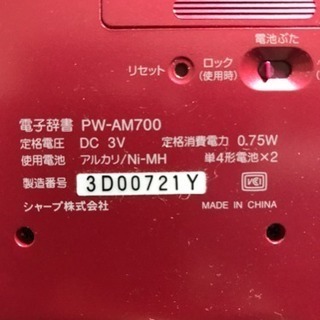 電池ぶた
リセット
ロック
(使用時)
電子辞書 PW-AM700
定格電圧 DC 3V 定格消費電力 0.75W
使用電池 アルカリ/Ni-MH 単4形電池×2
製造番号 3D00721Y
シャープ株式会社 MADE IN CHINA